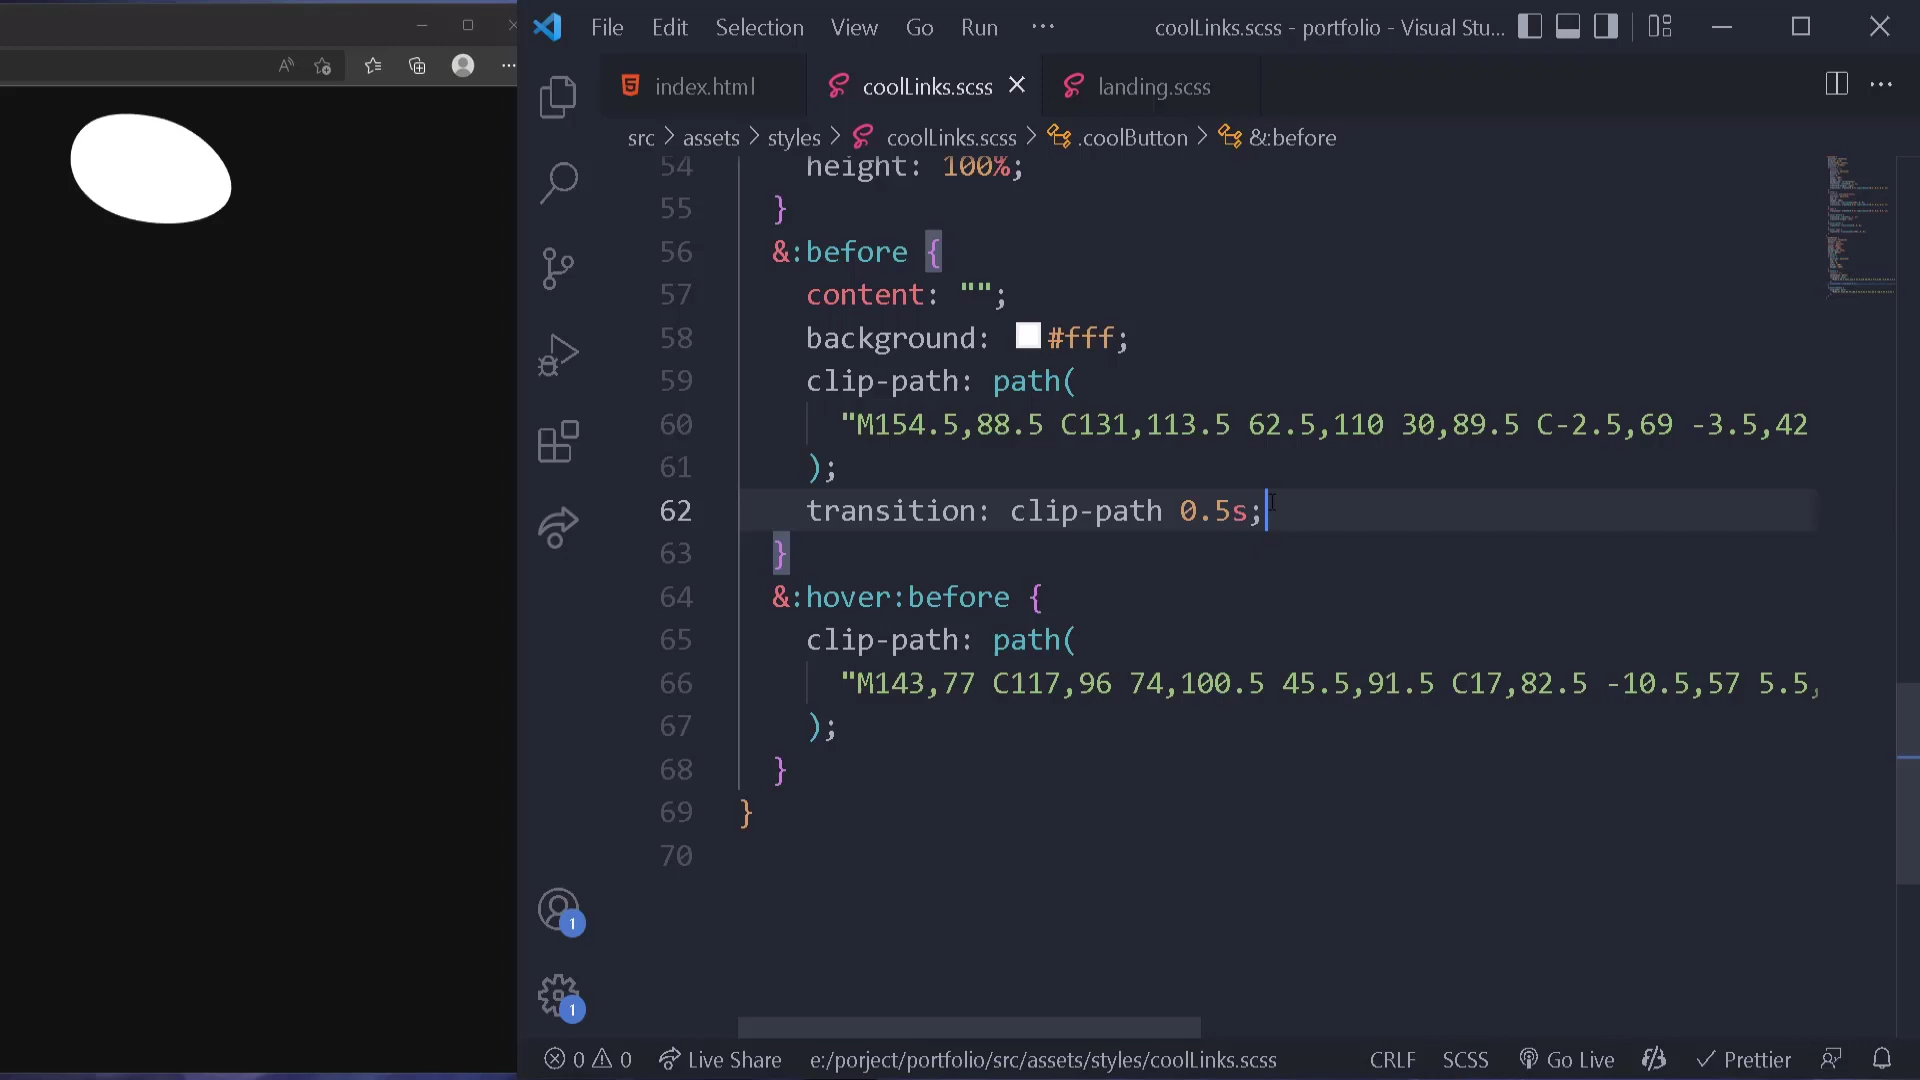 File Edit Selection View Go Run ··· coolLinks.scss - portfolio - Visual Stu...
index.html coolLinks.scss landing.scss
src > assets > styles > coolLinks.scss > .coolButton > &:before
54 height: 100%;
55 }
56 &:before {
57 content: "";
58 background: #fff;
59 clip-path: path(
60 "M154.5,88.5 C131,113.5 62.5,110 30,89.5 C-2.5,69 -3.5,42
61 );
62 transition: clip-path 0.5s;
63 }
64 &:hover:before {
65 clip-path: path(
66 "M143,77 C117,96 74,100.5 45.5,91.5 C17,82.5 -10.5,57 5.5,
67 );
68 }
69 }
70
1
1
0 0 Live Share e:/porject/portfolio/src/assets/styles/coolLinks.scss CRLF SCSS Go Live Prettier